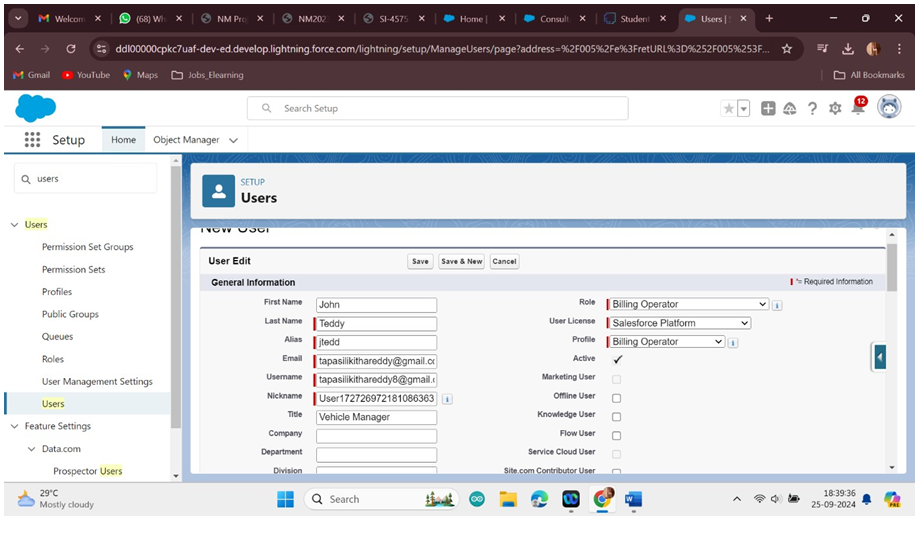 Welcom
(68) Wh
NM Pro
NM202
SI-4575
Home |
Consult
Student
Users | S
ddl00000cpkc7uaf-dev-ed.develop.lightning.force.com/lightning/setup/ManageUsers/page?address=%2F005%2Fe%3FretURL%3D%252F005%253F...
Gmail YouTube Maps Jobs_Elearning All Bookmarks
Search Setup
12
Setup Home Object Manager
users
Users
Permission Set Groups
Permission Sets
Profiles
Public Groups
Queues
Roles
User Management Settings
Users
Feature Settings
Data.com
Prospector Users
SETUP
Users
New User
User Edit Save Save & New Cancel
General Information = Required Information
First Name John
Last Name Teddy
Alias jtedd
Email tapasilikithareddy@gmail.co
Username tapasilikithareddy8@gmail.
Nickname User172726972181086363
Title Vehicle Manager
Company
Department
Division
Role Billing Operator
User License Salesforce Platform
Profile Billing Operator
Active
Marketing User
Offline User
Knowledge User
Flow User
Service Cloud User
Site.com Contributor User
29°C
Mostly cloudy
Search
18:39:36
25-09-2024